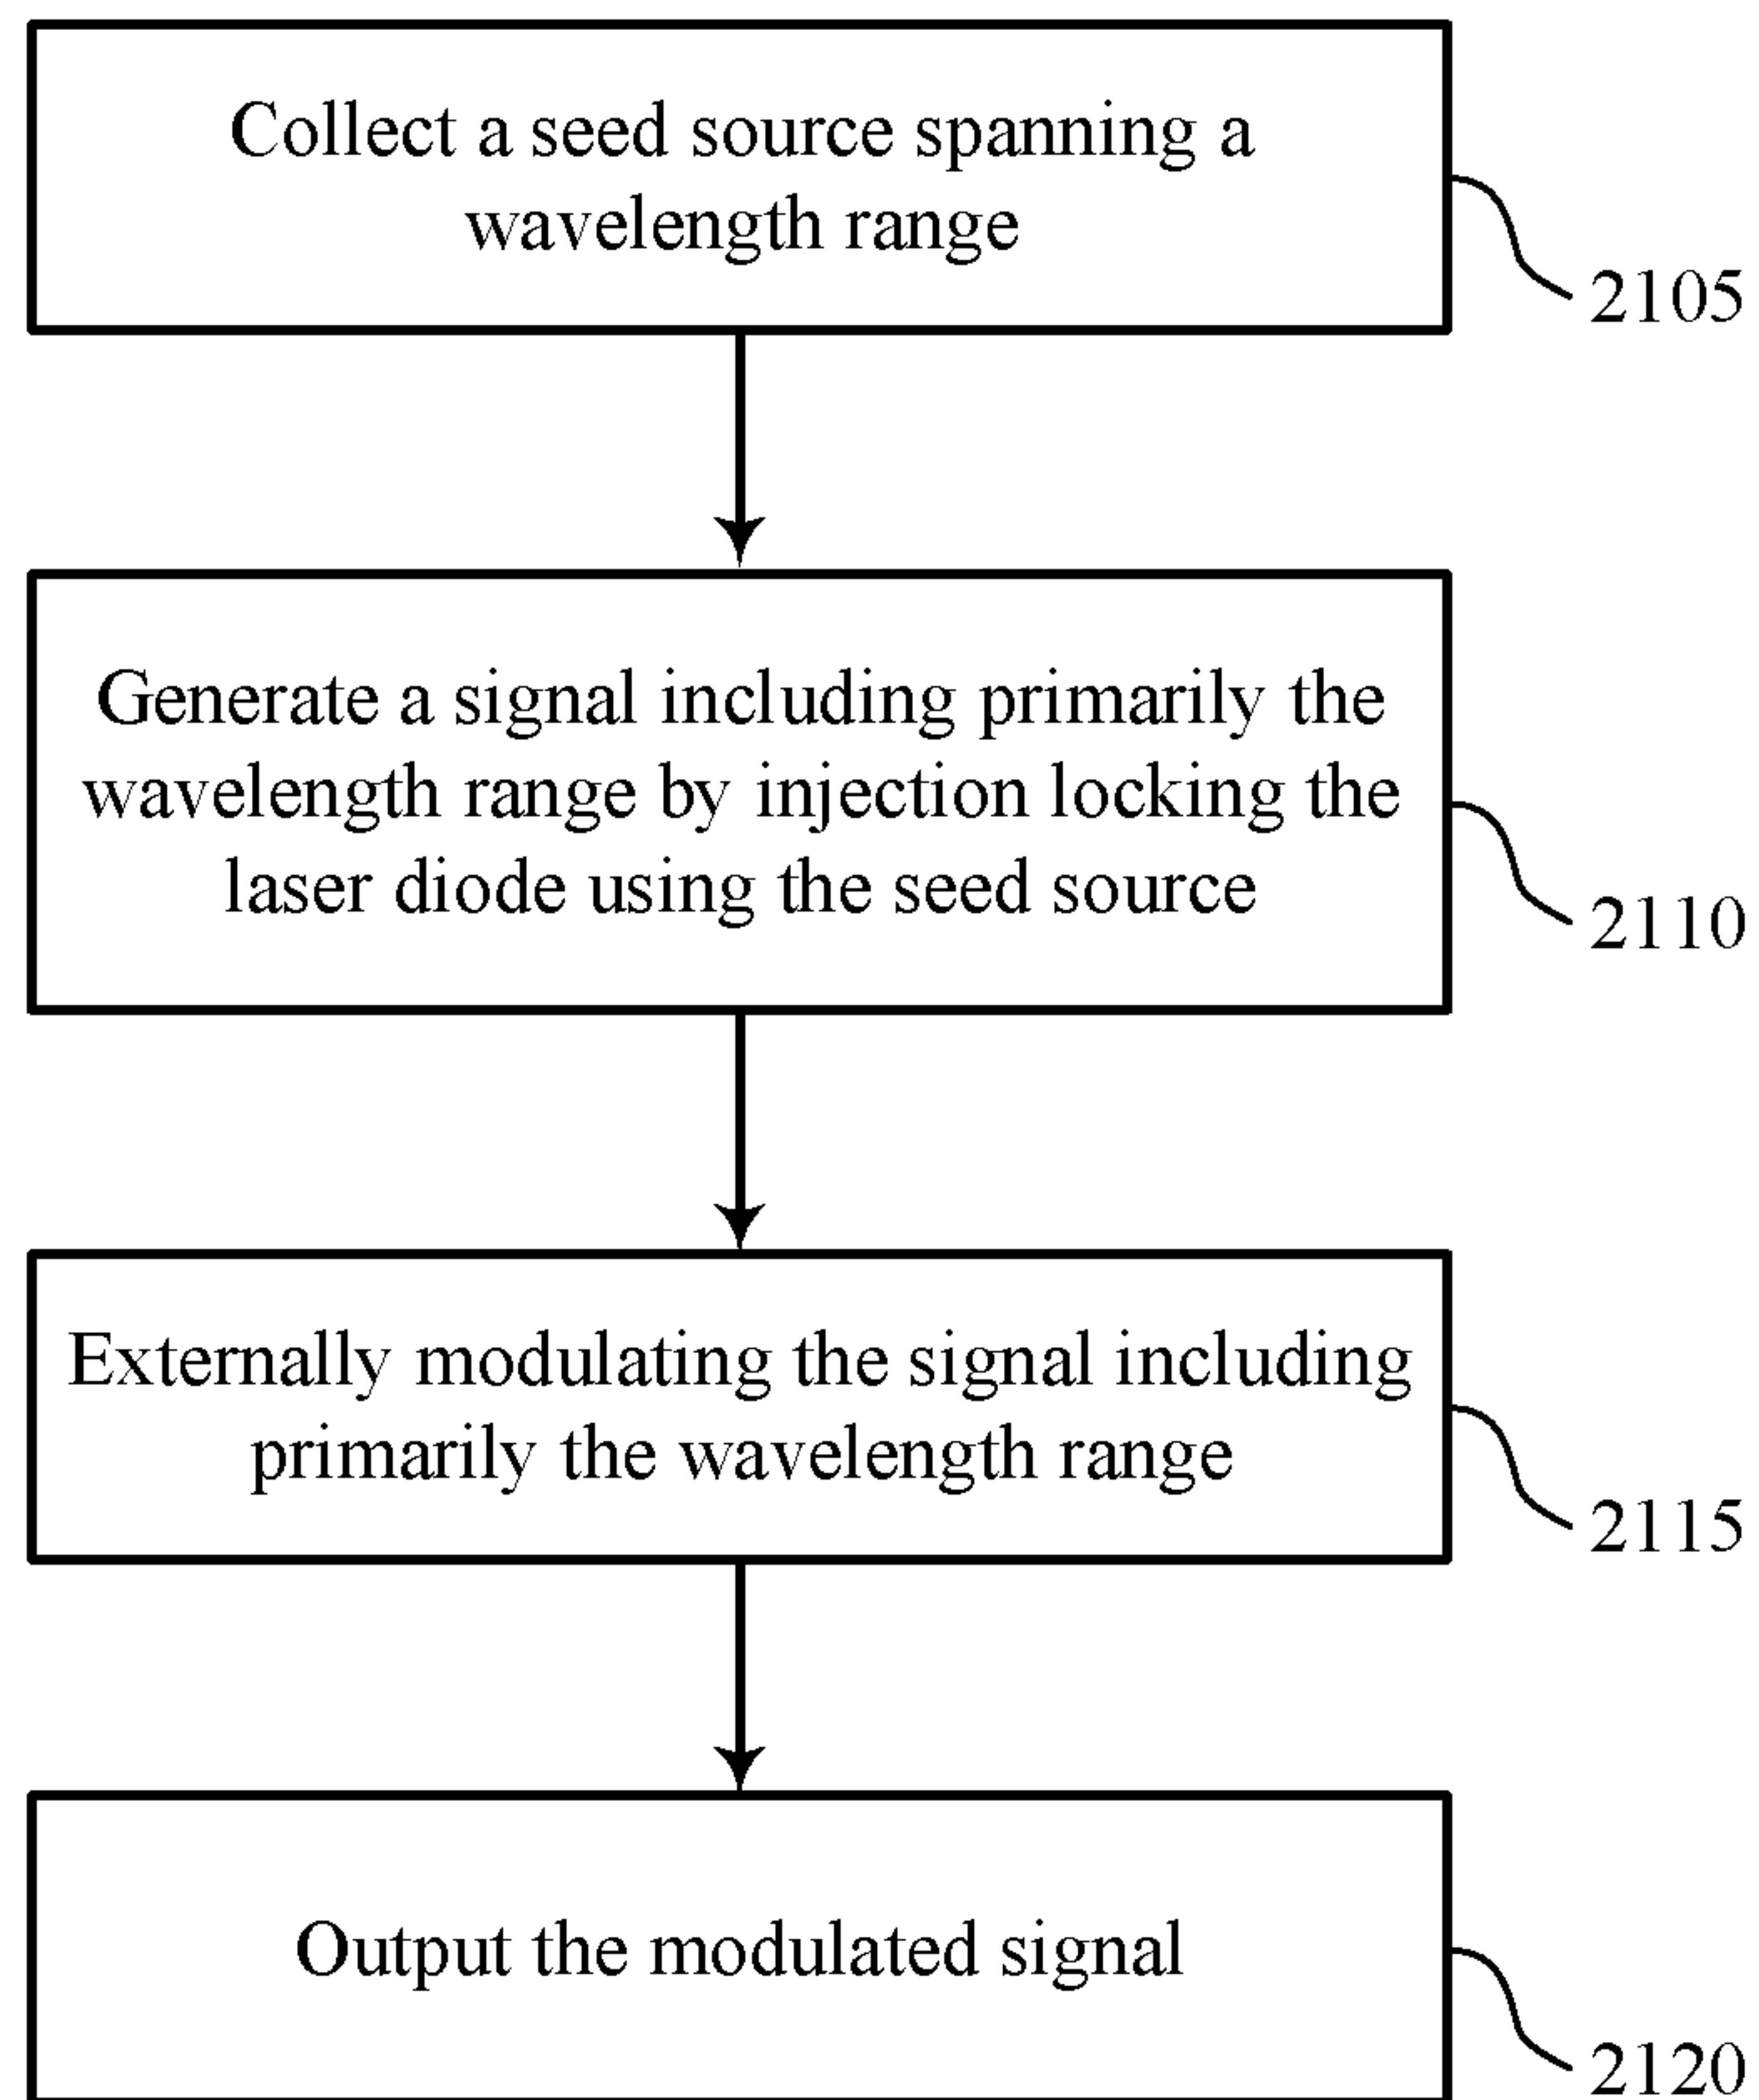 Collect a seed source spanning a
wavelength range
2105
Generate a signal including primarily the
wavelength range by injection locking the
laser diode using the seed source
2110
Externally modulating the signal including
primarily the wavelength range
2115
Output the modulated signal
2120